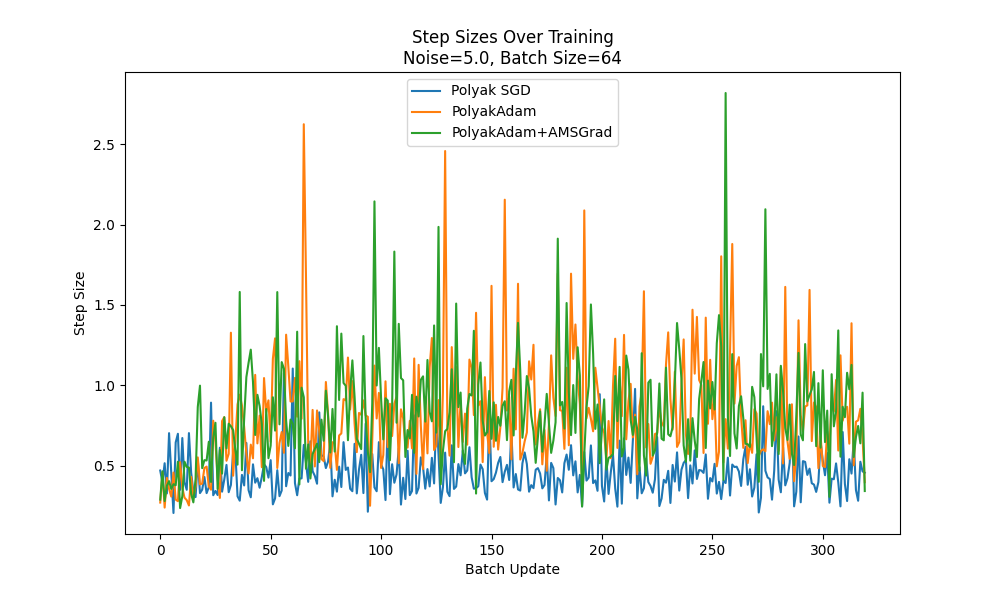 Step Sizes Over Training
Noise=5.0, Batch Size=64
Polyak SGD
PolyakAdam
PolyakAdam+AMSGrad
2.5
2.0
1.5
1.0
0.5
Step Size
0 50 100 150 200 250 300
Batch Update